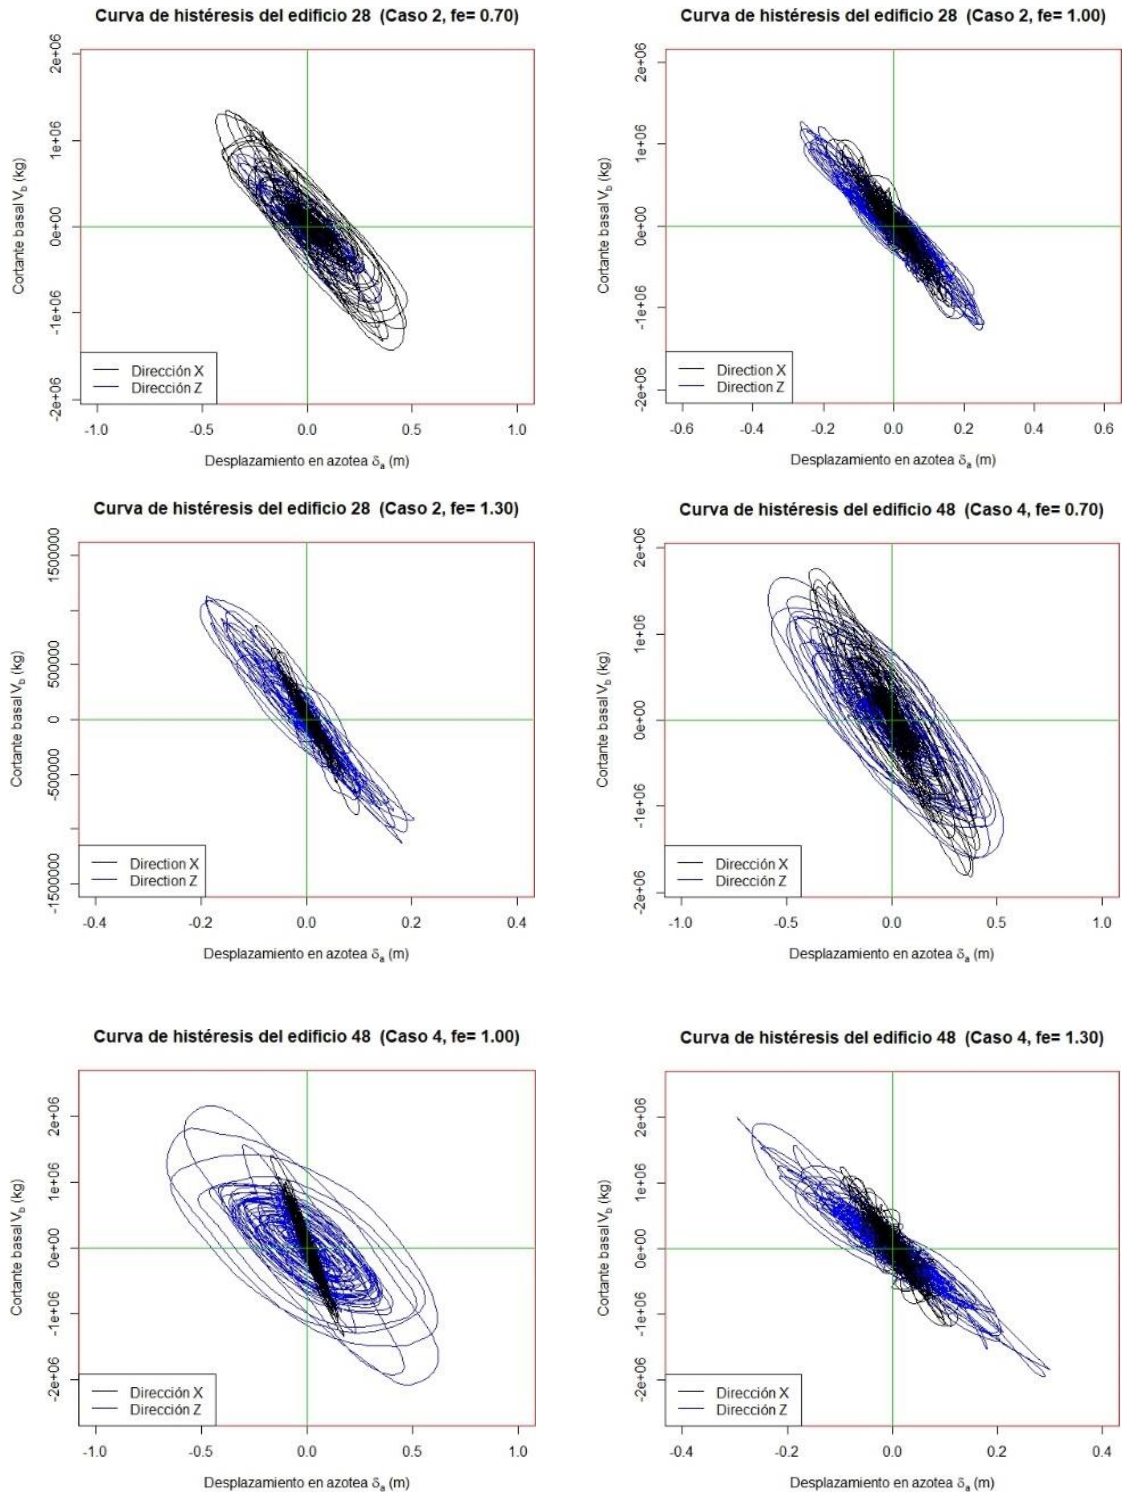 Curva de histéresis del edificio 28 (Caso 2, fe= 0.70)
Cortante basal Vb (kg)
2e+06
1e+06
0e+00
-1e+06
-2e+06
Dirección X
Dirección Z
-1.0 -0.5 0.0 0.5 1.0
Desplazamiento en azotea δa (m)
Curva de histéresis del edificio 28 (Caso 2, fe= 1.00)
Cortante basal Vb (kg)
2e+06
1e+06
0e+00
-1e+06
-2e+06
Direction X
Direction Z
-0.6 -0.4 -0.2 0.0 0.2 0.4 0.6
Desplazamiento en azotea δa (m)
Curva de histéresis del edificio 28 (Caso 2, fe= 1.30)
Cortante basal Vb (kg)
1500000
500000
0
-500000
-1500000
Direction X
Direction Z
-0.4 -0.2 0.0 0.2 0.4
Desplazamiento en azotea δa (m)
Curva de histéresis del edificio 48 (Caso 4, fe= 0.70)
Cortante basal Vb (kg)
2e+06
1e+06
0e+00
-1e+06
-2e+06
Dirección X
Dirección Z
-1.0 -0.5 0.0 0.5 1.0
Desplazamiento en azotea δa (m)
Curva de histéresis del edificio 48 (Caso 4, fe= 1.00)
Cortante basal Vb (kg)
2e+06
1e+06
0e+00
-1e+06
-2e+06
Dirección X
Dirección Z
-1.0 -0.5 0.0 0.5 1.0
Desplazamiento en azotea δa (m)
Curva de histéresis del edificio 48 (Caso 4, fe= 1.30)
Cortante basal Vb (kg)
2e+06
1e+06
0e+00
-1e+06
-2e+06
Dirección X
Dirección Z
-0.4 -0.2 0.0 0.2 0.4
Desplazamiento en azotea δa (m)